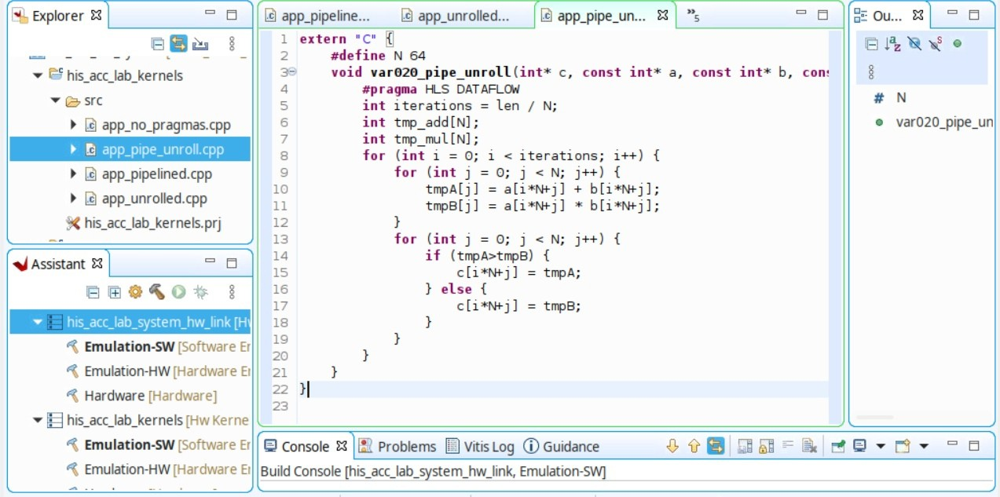 Explorer
his_acc_lab_kernels
src
app_no_pragmas.cpp
app_pipe_unroll.cpp
app_pipelined.cpp
app_unrolled.cpp
his_acc_lab_kernels.prj
Assistant
his_acc_lab_system_hw_link [H
Emulation-SW [Software Er
Emulation-HW [Hardware Er
Hardware [Hardware]
his_acc_lab_kernels [Hw Kerne
Emulation-SW [Software Er
Emulation-HW [Hardware Er
app_pipeline... app_unrolled... app_pipe_un... »5
1 extern "C" {
2 #define N 64
3 void var020_pipe_unroll(int* c, const int* a, const int* b, cons
4 #pragma HLS DATAFLOW
5 int iterations = len / N;
6 int tmp_add[N];
7 int tmp_mul[N];
8 for (int i = 0; i < iterations; i++) {
9 for (int j = 0; j < N; j++) {
10 tmpA[j] = a[i*N+j] + b[i*N+j];
11 tmpB[j] = a[i*N+j] * b[i*N+j];
12 }
13 for (int j = 0; j < N; j++) {
14 if (tmpA>tmpB) {
15 c[i*N+j] = tmpA;
16 } else {
17 c[i*N+j] = tmpB;
18 }
19 }
20 }
21 }
22 }
23
Ou...
# N
var020_pipe_un
Console Problems Vitis Log Guidance
Build Console [his_acc_lab_system_hw_link, Emulation-SW]